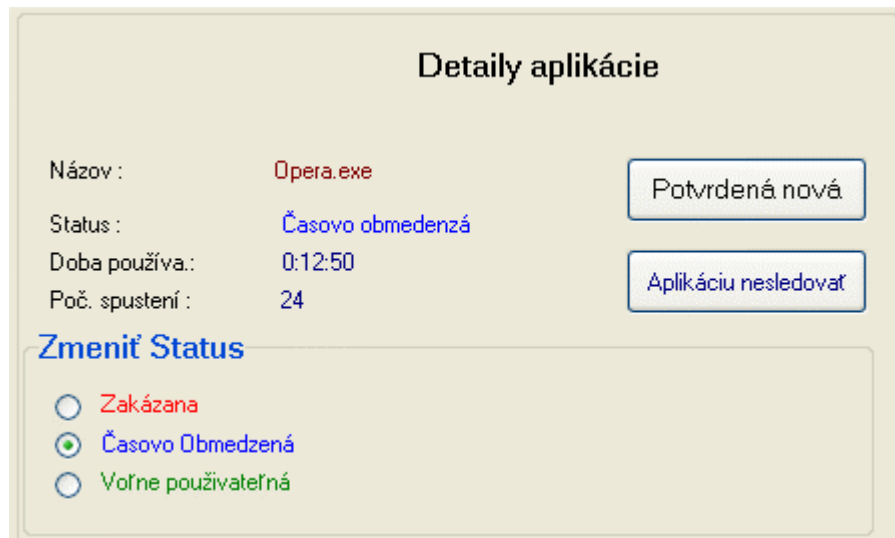 Detaily aplikácie
Názov : Opera.exe
Potvrdená nová
Status : Časovo obmedenzá
Doba používa.: 0:12:50
Aplikáciu nesledovať
Poč. spustení : 24
Zmeniť Status
Zakázana
Časovo Obmedzená
Voľne použivateľná